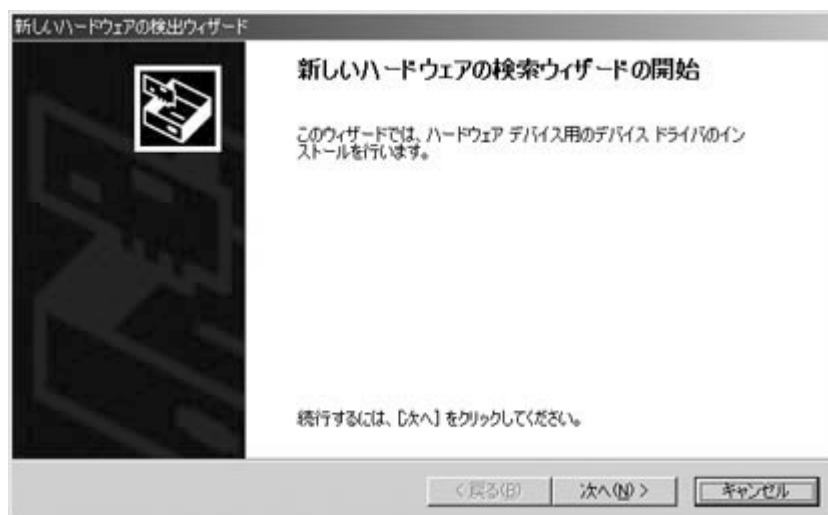 新しいハードウェアの検出ウィザード
新しいハードウェアの検索ウィザードの開始
このウィザードでは、ハードウェア デバイス用のデバイス ドライバのイン
ストールを行います。
続行するには、[次へ] をクリックしてください。
< 戻る(B)
次へ(N) >
キャンセル